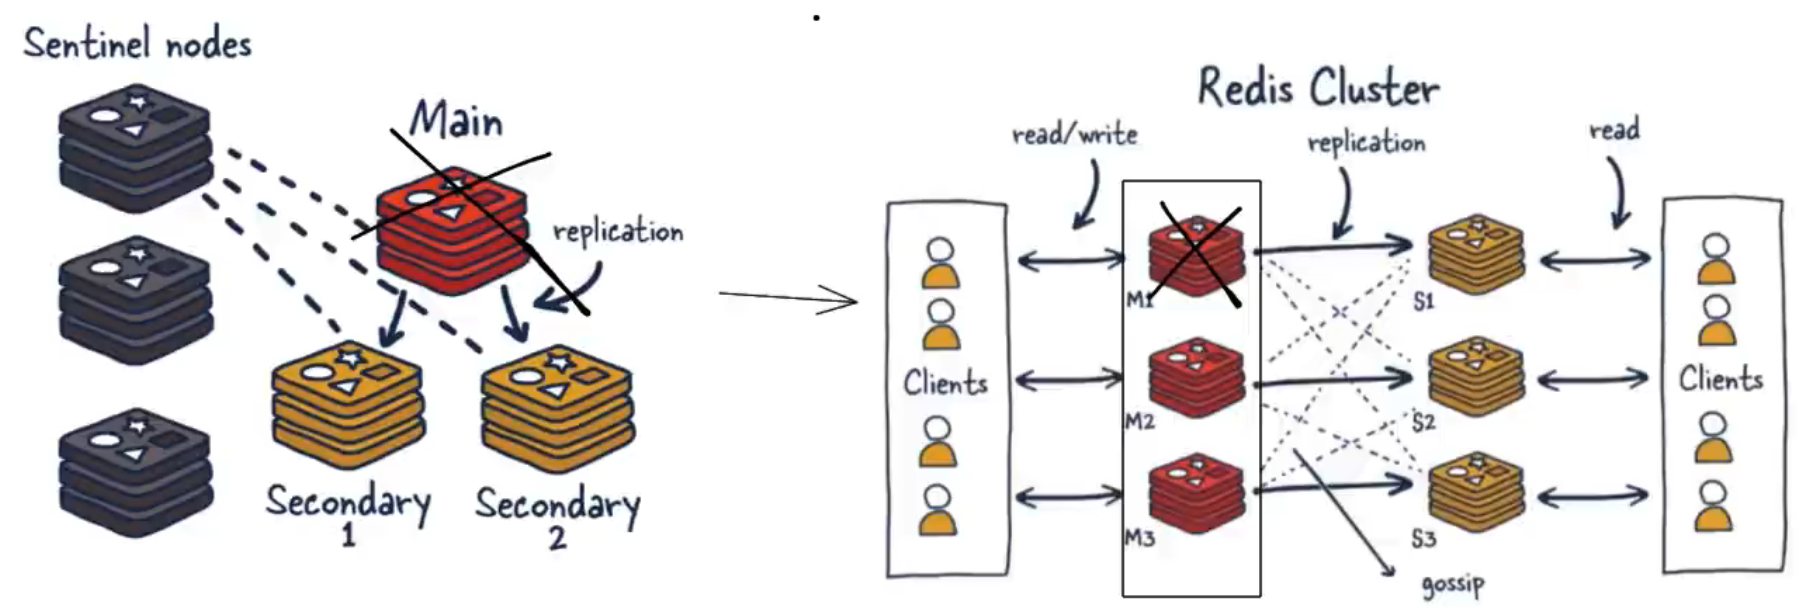 Sentinel nodes
Main
replication
Secondary
1
Secondary
2
Redis Cluster
read/write
replication
read
Clients
M1
M2
M3
S1
S2
S3
gossip
Clients